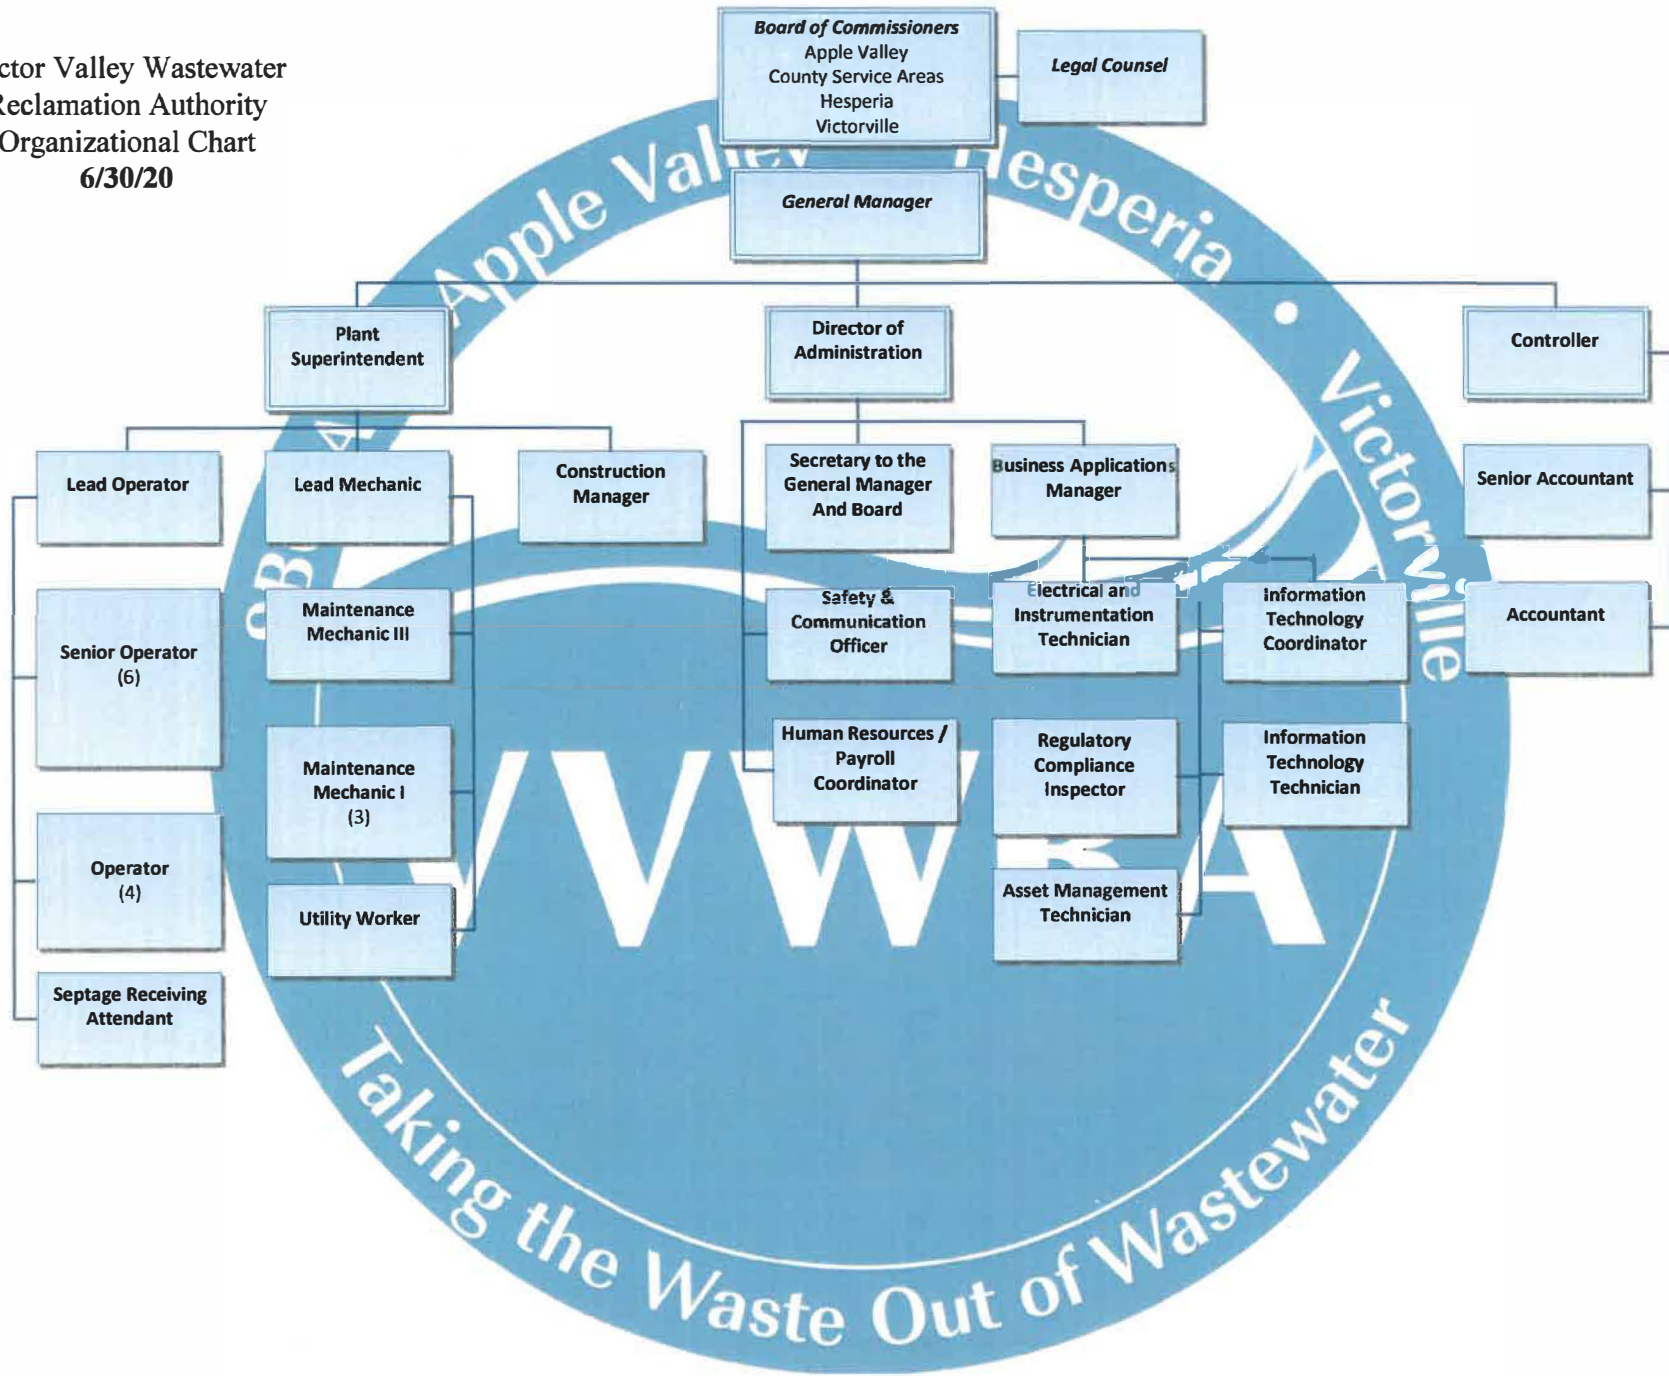 ctor Valley Wastewater
Reclamation Authority
Organizational Chart
6/30/20
Board of Commissioners
Apple Valley
County Service Areas
Hesperia
Victorville
Legal Counsel
General Manager
Plant
Superintendent
Director of
Administration
Controller
Lead Operator
Lead Mechanic
Construction
Manager
Secretary to the
General Manager
And Board
Business Applications
Manager
Senior Accountant
Senior Operator
(6)
Maintenance
Mechanic III
Safety &
Communication
Officer
Electrical and
Instrumentation
Technician
Information
Technology
Coordinator
Accountant
Maintenance
Mechanic I
(3)
Human Resources /
Payroll
Coordinator
Regulatory
Compliance
Inspector
Information
Technology
Technician
Operator
(4)
Utility Worker
Asset Management
Technician
Septage Receiving
Attendant
Apple Valley Hesperia • Victorville
VVW A
Taking the Waste Out of Wastewater